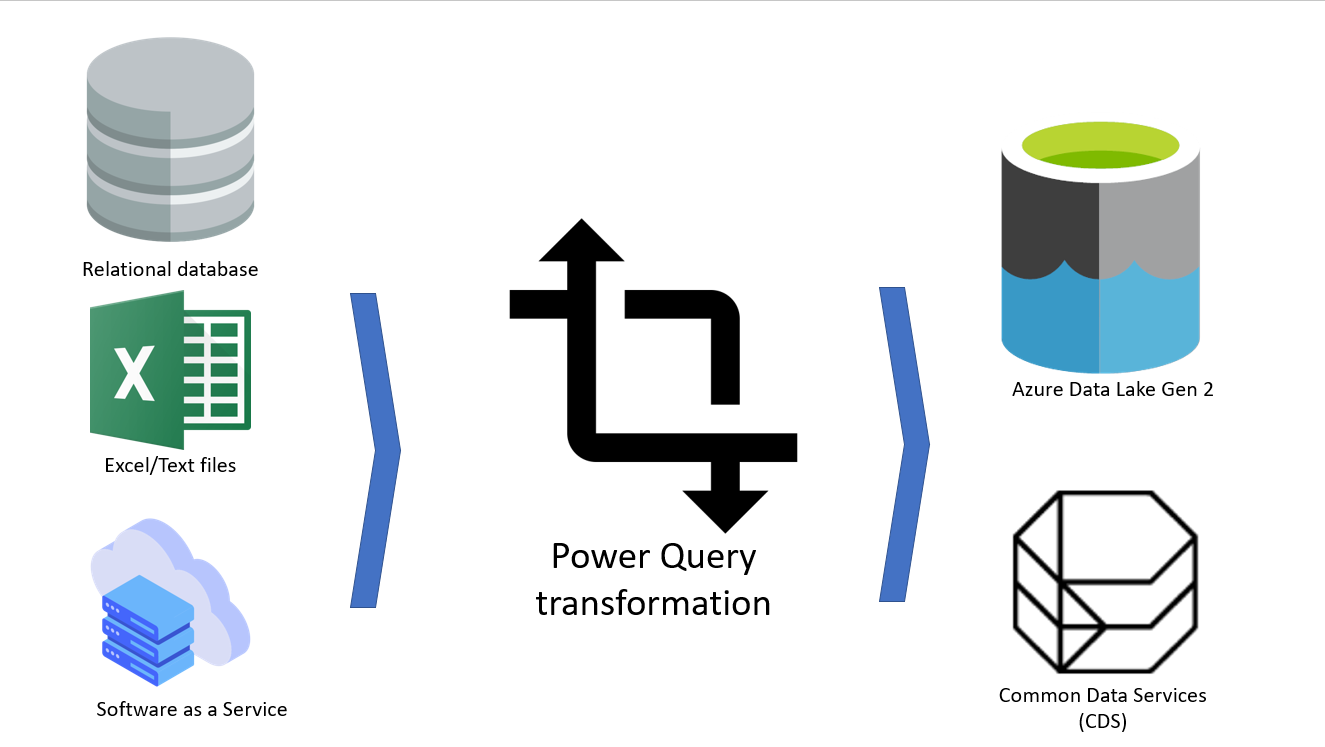 Relational database
X
Excel/Text files
Software as a Service
Power Query
transformation
Azure Data Lake Gen 2
Common Data Services
(CDS)